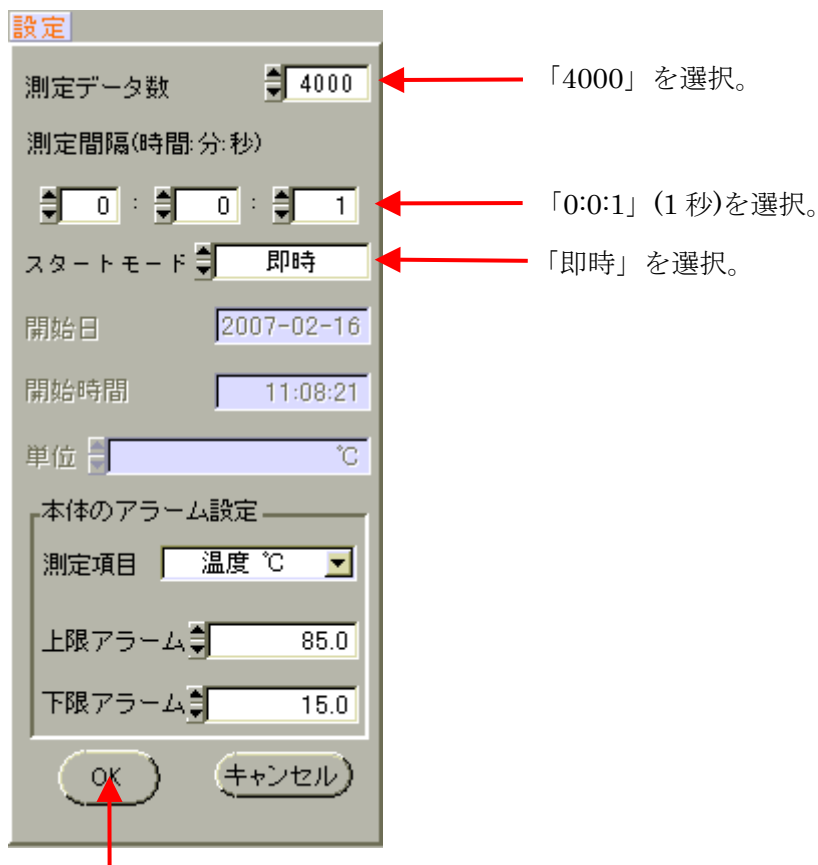 設定
測定データ数 4000 「4000」を選択。
測定間隔(時間:分:秒)
0 : 0 : 1 「0:0:1」(1 秒)を選択。
スタートモード 即時 「即時」を選択。
開始日 2007-02-16
開始時間 11:08:21
単位 ℃
本体のアラーム設定
測定項目 温度 ℃
上限アラーム 85.0
下限アラーム 15.0
OK キャンセル